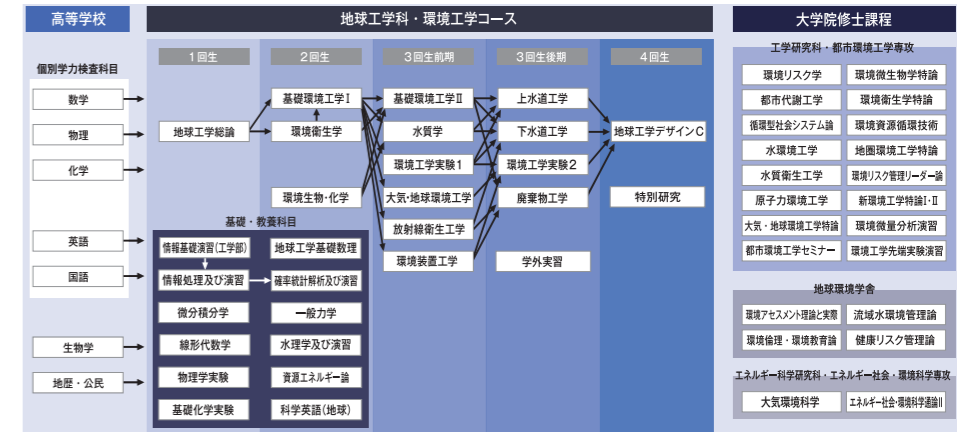 高等学校
地球工学科・環境工学コース
大学院修士課程
個別学力検査科目
数学
物理
化学
英語
国語
生物学
地歴・公民
1回生
2回生
3回生前期
3回生後期
4回生
地球工学総論
基礎環境工学Ⅰ
環境衛生学
環境生物・化学
基礎環境工学Ⅱ
水質学
環境工学実験1
大気・地球環境工学
放射線衛生工学
環境装置工学
上水道工学
下水道工学
環境工学実験2
廃棄物工学
学外実習
地球工学デザインC
特別研究
基礎・教養科目
情報基礎演習(工学部)
地球工学基礎数理
情報処理及び演習
確率統計解析及び演習
微分積分学
一般力学
線形代数学
水理学及び演習
物理学実験
資源エネルギー論
基礎化学実験
科学英語(地球)
工学研究科・都市環境工学専攻
環境リスク学
環境微生物学特論
都市代謝工学
環境衛生学特論
循環型社会システム論
環境資源循環技術
水環境工学
地圏環境工学特論
水質衛生工学
環境リスク管理リーダー論
原子力環境工学
新環境工学特論Ⅰ・Ⅱ
大気・地球環境工学特論
環境微量分析演習
都市環境工学セミナー
環境工学先端実験演習
地球環境学舎
環境アセスメント理論と実際
流域水環境管理論
環境倫理・環境教育論
健康リスク管理論
エネルギー科学研究科・エネルギー社会・環境科学専攻
大気環境科学
エネルギー社会・環境科学通論Ⅱ